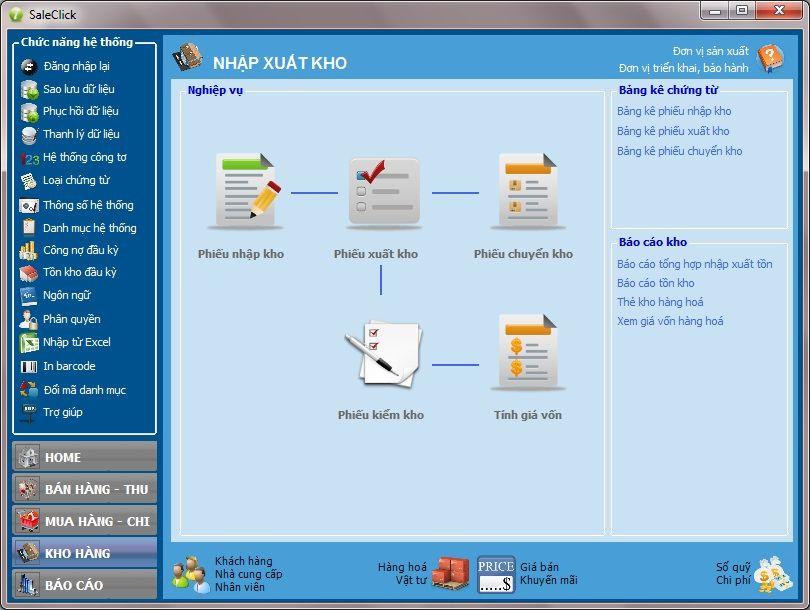 SaleClick
Chức năng hệ thống
Đăng nhập lại
Sao lưu dữ liệu
Phục hồi dữ liệu
Thanh lý dữ liệu
123
Hệ thống công tơ
Loại chứng từ
Thông số hệ thống
Danh mục hệ thống
Công nợ đầu kỳ
Tồn kho đầu kỳ
Ngôn ngữ
Phân quyền
Nhập từ Excel
In barcode
Đổi mã danh mục
Trợ giúp
HOME
BÁN HÀNG - THU
MUA HÀNG - CHI
KHO HÀNG
BÁO CÁO
NHẬP XUẤT KHO
Đơn vị sản xuất
Đơn vị triển khai, bảo hành
Nghiệp vụ
Phiếu nhập kho
Phiếu xuất kho
Phiếu chuyển kho
Phiếu kiểm kho
Tính giá vốn
Bảng kê chứng từ
Bảng kê phiếu nhập kho
Bảng kê phiếu xuất kho
Bảng kê phiếu chuyển kho
Báo cáo kho
Báo cáo tổng hợp nhập xuất tồn
Báo cáo tồn kho
Thẻ kho hàng hoá
Xem giá vốn hàng hoá
Khách hàng
Nhà cung cấp
Nhân viên
Hàng hoá
Vật tư
PRICE
....$
Giá bán
Khuyến mãi
Sổ quỹ
Chi phí